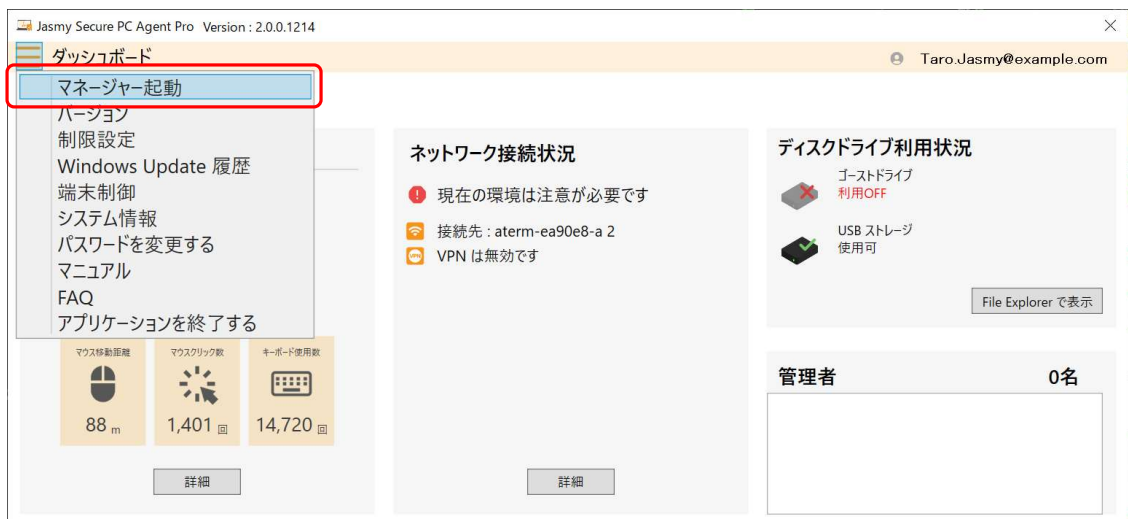 Jasmy Secure PC Agent Pro Version : 2.0.0.1214
ダッシュボード
Taro.Jasmy@example.com
マネージャー起動
バージョン
制限設定
Windows Update 履歴
端末制御
システム情報
パスワードを変更する
マニュアル
FAQ
アプリケーションを終了する
マウス移動距離
マウスクリック数
キーボード使用数
88 m
1,401 回
14,720 回
詳細
ネットワーク接続状況
現在の環境は注意が必要です
接続先 : aterm-ea90e8-a 2
VPN
VPN は無効です
詳細
ディスクドライブ利用状況
ゴーストドライブ
利用OFF
USB ストレージ
使用可
File Explorer で表示
管理者
0名